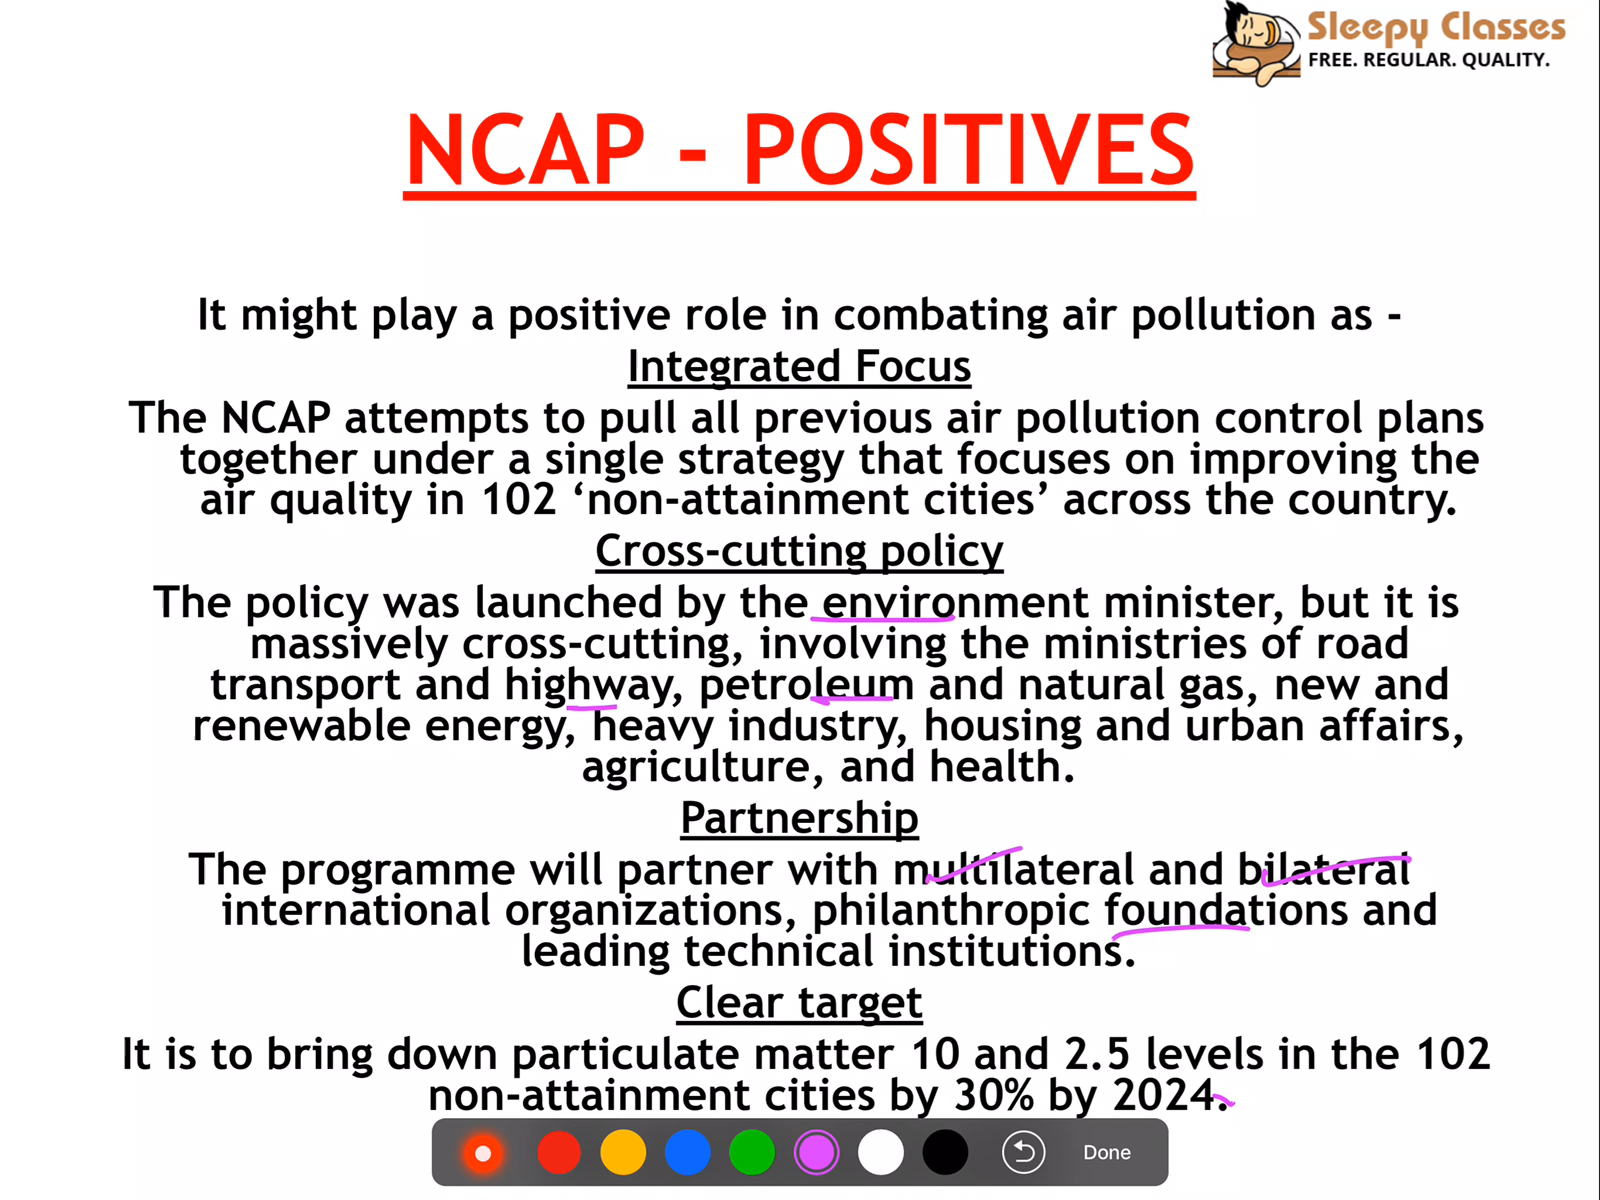 Sleepy Classes
FREE. REGULAR. QUALITY.
NCAP - POSITIVES
It might play a positive role in combating air pollution as -
Integrated Focus
The NCAP attempts to pull all previous air pollution control plans
together under a single strategy that focuses on improving the
air quality in 102 ‘non-attainment cities’ across the country.
Cross-cutting policy
The policy was launched by the environment minister, but it is
massively cross-cutting, involving the ministries of road
transport and highway, petroleum and natural gas, new and
renewable energy, heavy industry, housing and urban affairs,
agriculture, and health.
Partnership
The programme will partner with multilateral and bilateral
international organizations, philanthropic foundations and
leading technical institutions.
Clear target
It is to bring down particulate matter 10 and 2.5 levels in the 102
non-attainment cities by 30% by 2024.
Done